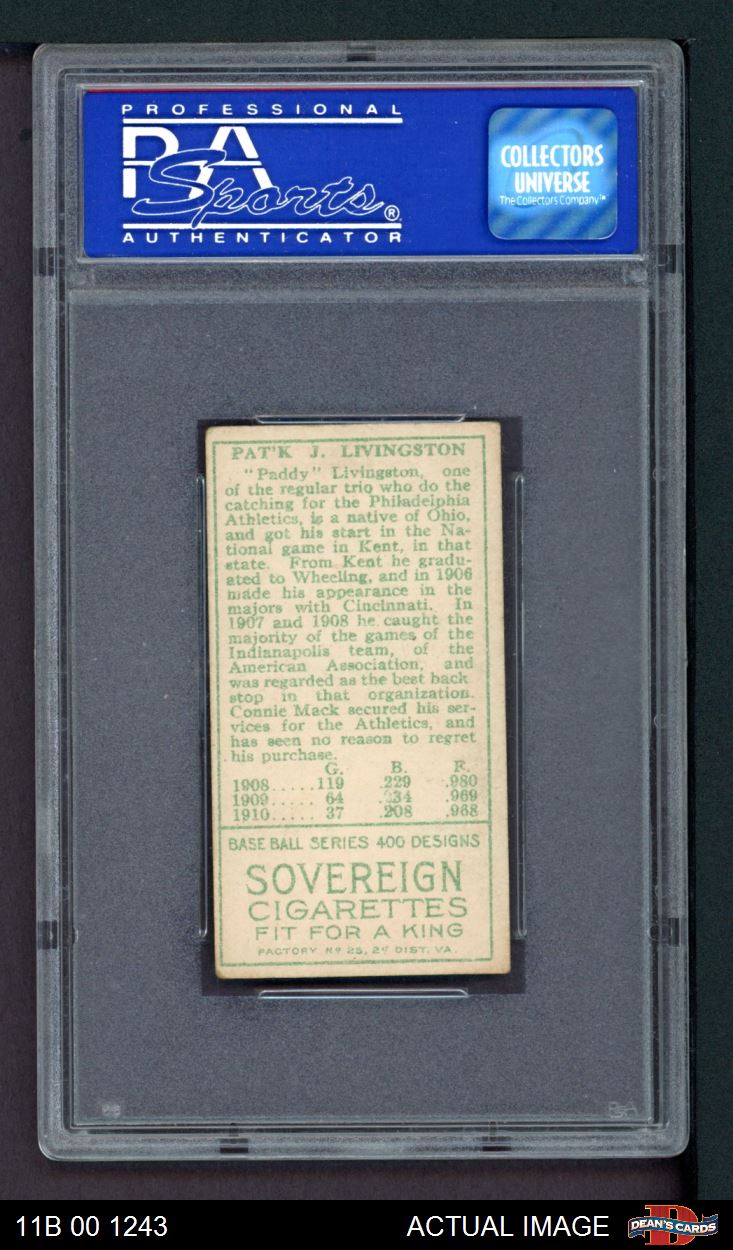 PROFESSIONAL
PSA
Sports®
AUTHENTICATOR
COLLECTORS
UNIVERSE
The Collectors Company™
PAT'K J. LIVINGSTON
"Paddy" Livingston, one
of the regular trio who do the
catching for the Philadelphia
Athletics, is a native of Ohio,
and got his start in the Na-
tional game in Kent, in that
state. From Kent he gradu-
ated to Wheeling, and in 1906
made his appearance in the
majors with Cincinnati. In
1907 and 1908 he caught the
majority of the games of the
Indianapolis team, of the
American Association, and
was regarded as the best back
stop in that organization.
Connie Mack secured his ser-
vices for the Athletics, and
has seen no reason to regret
his purchase.
G. B. F.
1908.....119 .229 .980
1909..... 64 .969
1910..... 37 .208 .968
BASE BALL SERIES 400 DESIGNS
SOVEREIGN
CIGARETTES
FIT FOR A KING
FACTORY Nº 25, 2ᴰ DIST. VA.
11B 00 1243
ACTUAL IMAGE
DEAN'S CARDS